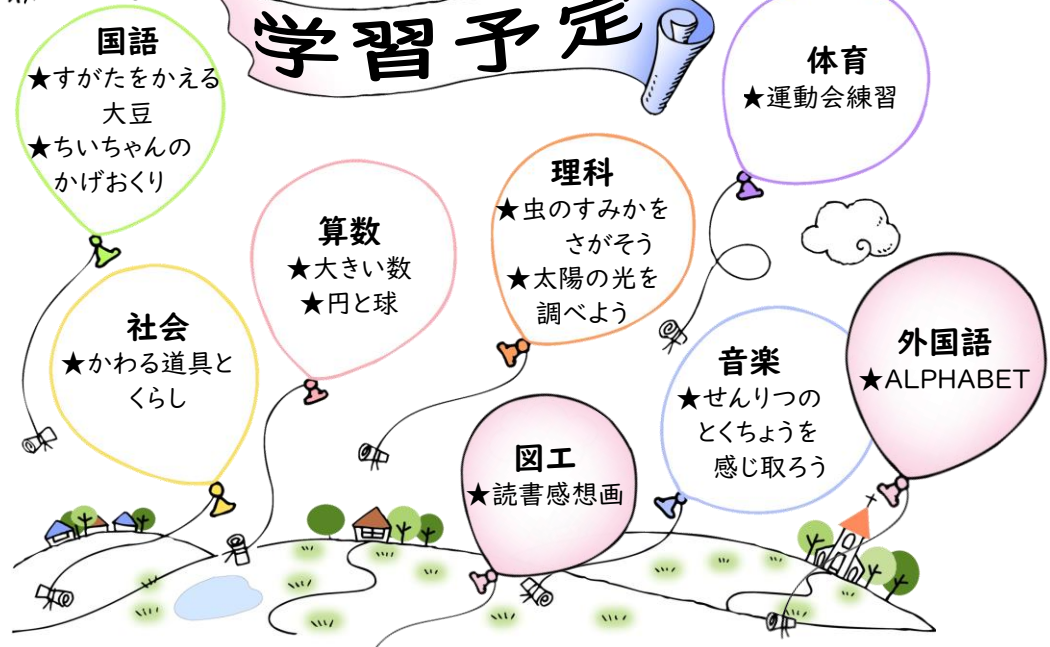 学習予定
国語
★すがたをかえる
大豆
★ちいちゃんの
かげおくり
体育
★運動会練習
理科
★虫のすみかを
さがそう
★太陽の光を
調べよう
算数
★大きい数
★円と球
社会
★かわる道具と
くらし
外国語
★ALPHABET
音楽
★せんりつの
とくちょうを
感じ取ろう
図工
★読書感想画